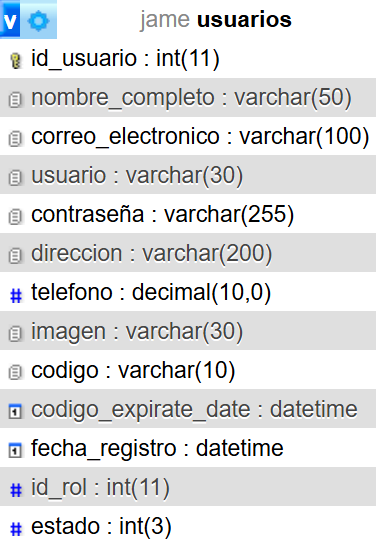 v jame usuarios
id_usuario : int(11)
nombre_completo : varchar(50)
correo_electronico : varchar(100)
usuario : varchar(30)
contraseña : varchar(255)
direccion : varchar(200)
# telefono : decimal(10,0)
imagen : varchar(30)
codigo : varchar(10)
codigo_expirate_date : datetime
fecha_registro : datetime
# id_rol : int(11)
# estado : int(3)